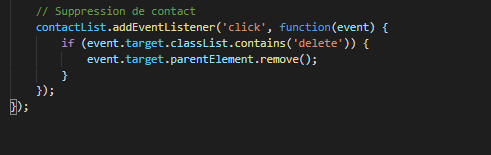 // Suppression de contact
contactList.addEventListener('click', function(event) {
    if (event.target.classList.contains('delete')) {
        event.target.parentElement.remove();
    }
});
});